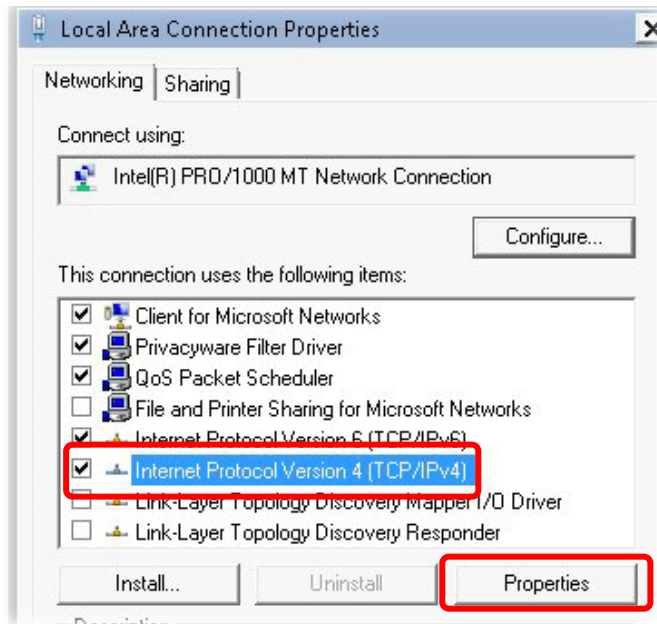 Local Area Connection Properties
Networking
Sharing
Connect using:
Intel(R) PRO/1000 MT Network Connection
Configure...
This connection uses the following items:
Client for Microsoft Networks
Privacyware Filter Driver
QoS Packet Scheduler
File and Printer Sharing for Microsoft Networks
Internet Protocol Version 6 (TCP/IPv6)
Internet Protocol Version 4 (TCP/IPv4)
Link-Layer Topology Discovery Mapper I/O Driver
Link-Layer Topology Discovery Responder
Install...
Uninstall
Properties
Description